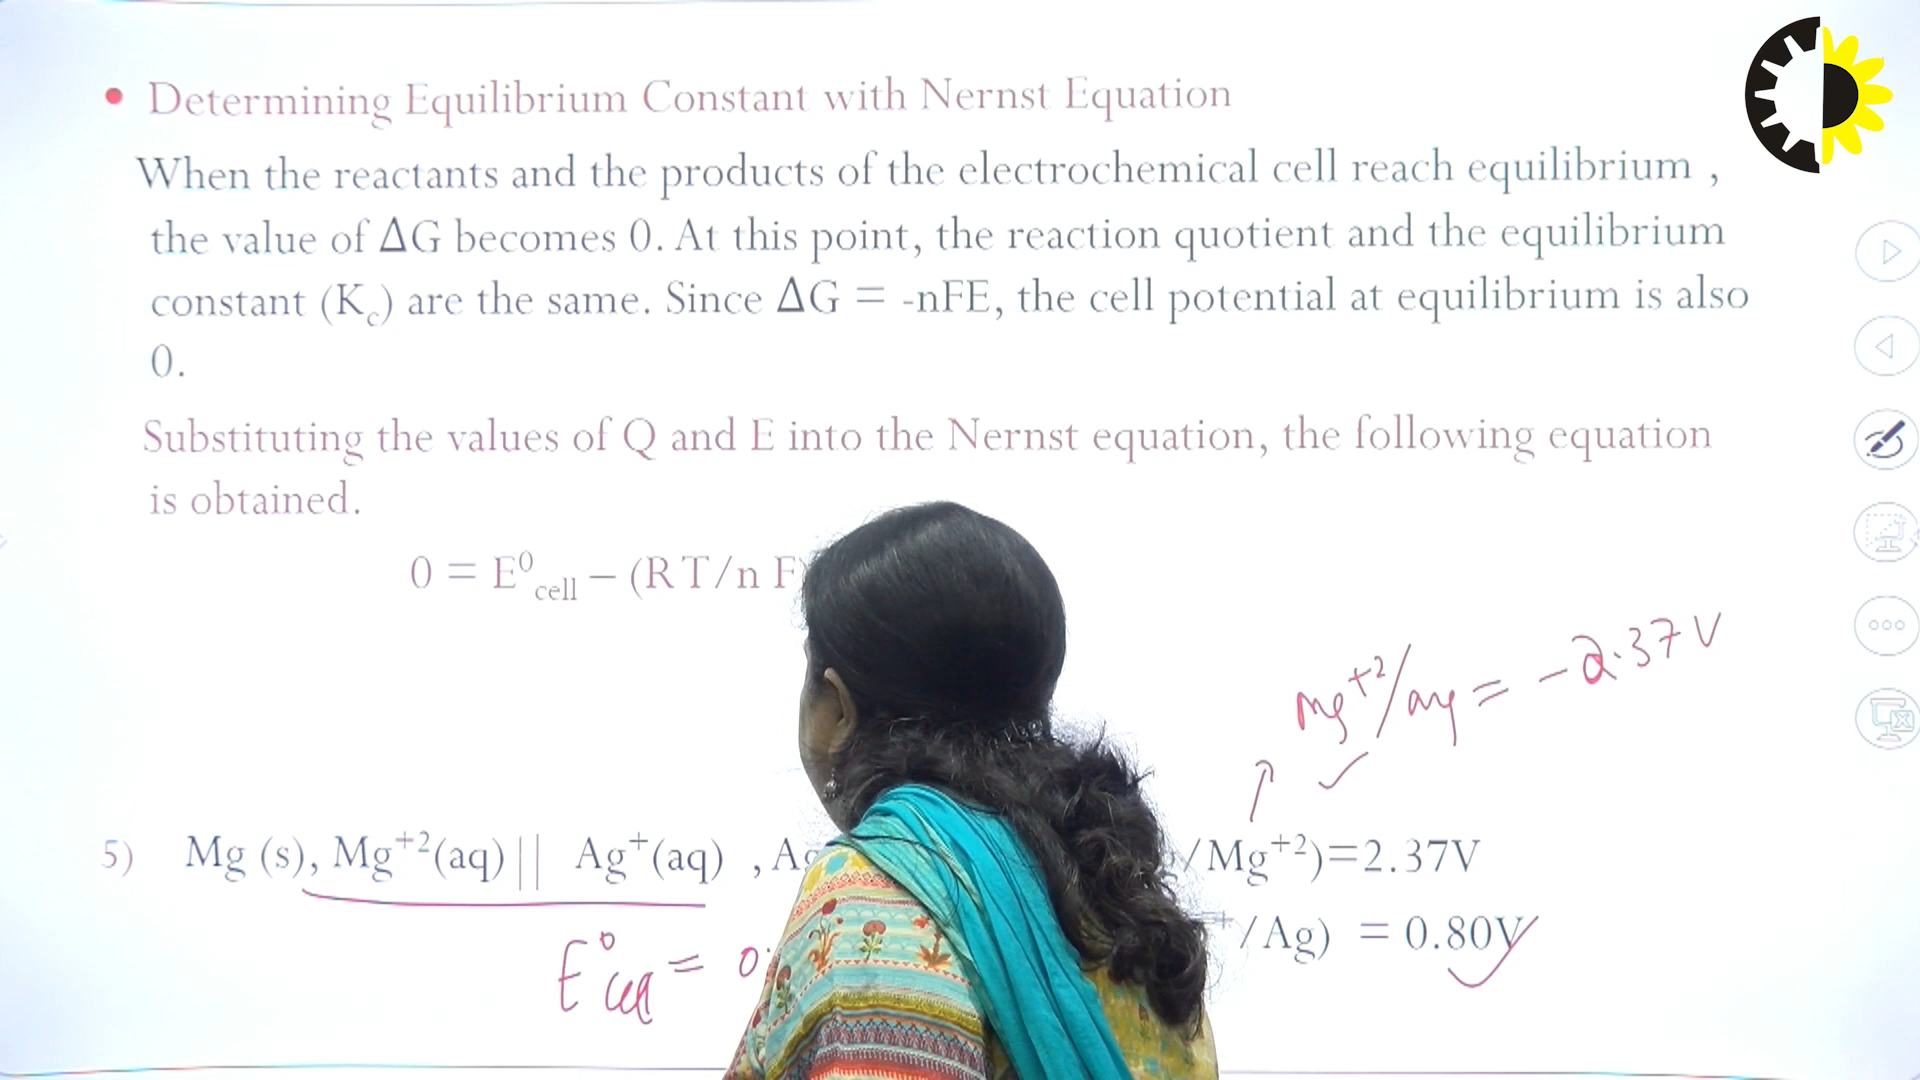 • Determining Equilibrium Constant with Nernst Equation
When the reactants and the products of the electrochemical cell reach equilibrium ,
the value of ΔG becomes 0. At this point, the reaction quotient and the equilibrium
constant (Kc) are the same. Since ΔG = -nFE, the cell potential at equilibrium is also
0.
Substituting the values of Q and E into the Nernst equation, the following equation
is obtained.
0 = E⁰cell – (RT/n F)
Mg⁺²/Mg = -2.37 V
5) Mg (s), Mg⁺²(aq) || Ag⁺(aq) , Ag /Mg⁺²)=2.37V
E°cell = 0. ⁺/Ag) = 0.80V